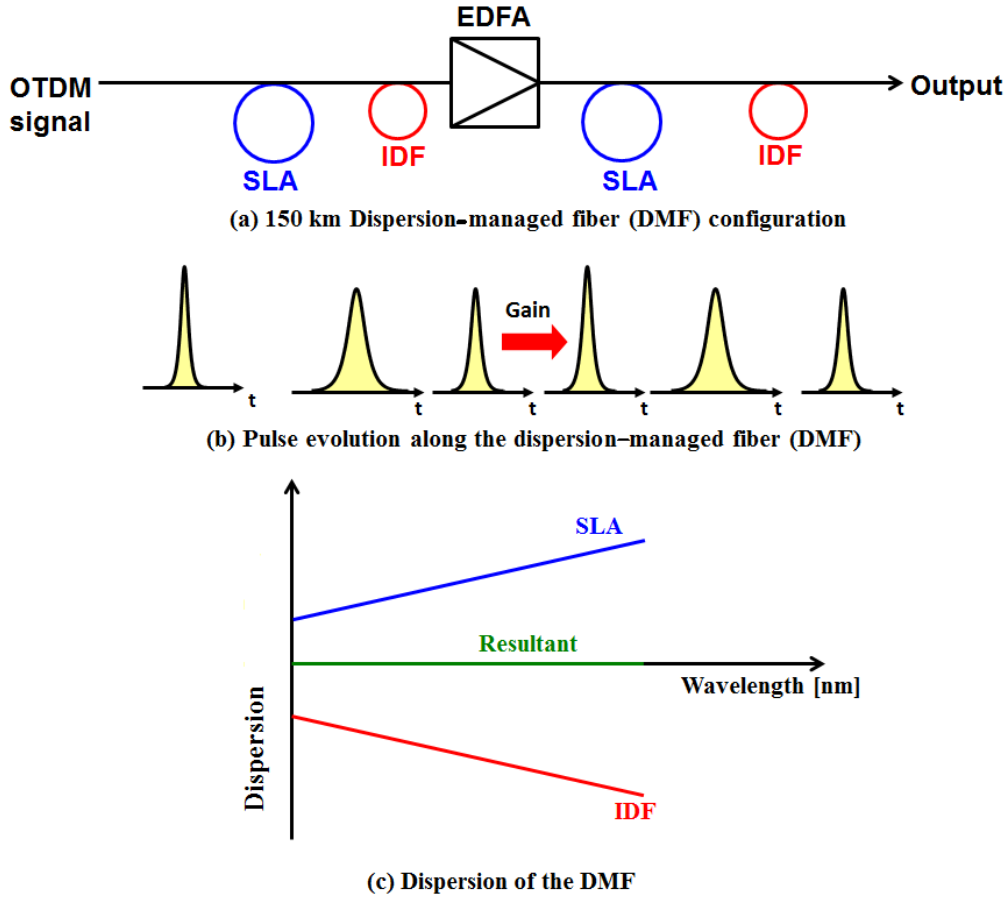 EDFA
OTDM
signal
Output
SLA
IDF
SLA
IDF
(a) 150 km Dispersion-managed fiber (DMF) configuration
Gain
t
t
t
t
t
t
(b) Pulse evolution along the dispersion-managed fiber (DMF)
SLA
Resultant
Wavelength [nm]
Dispersion
IDF
(c) Dispersion of the DMF